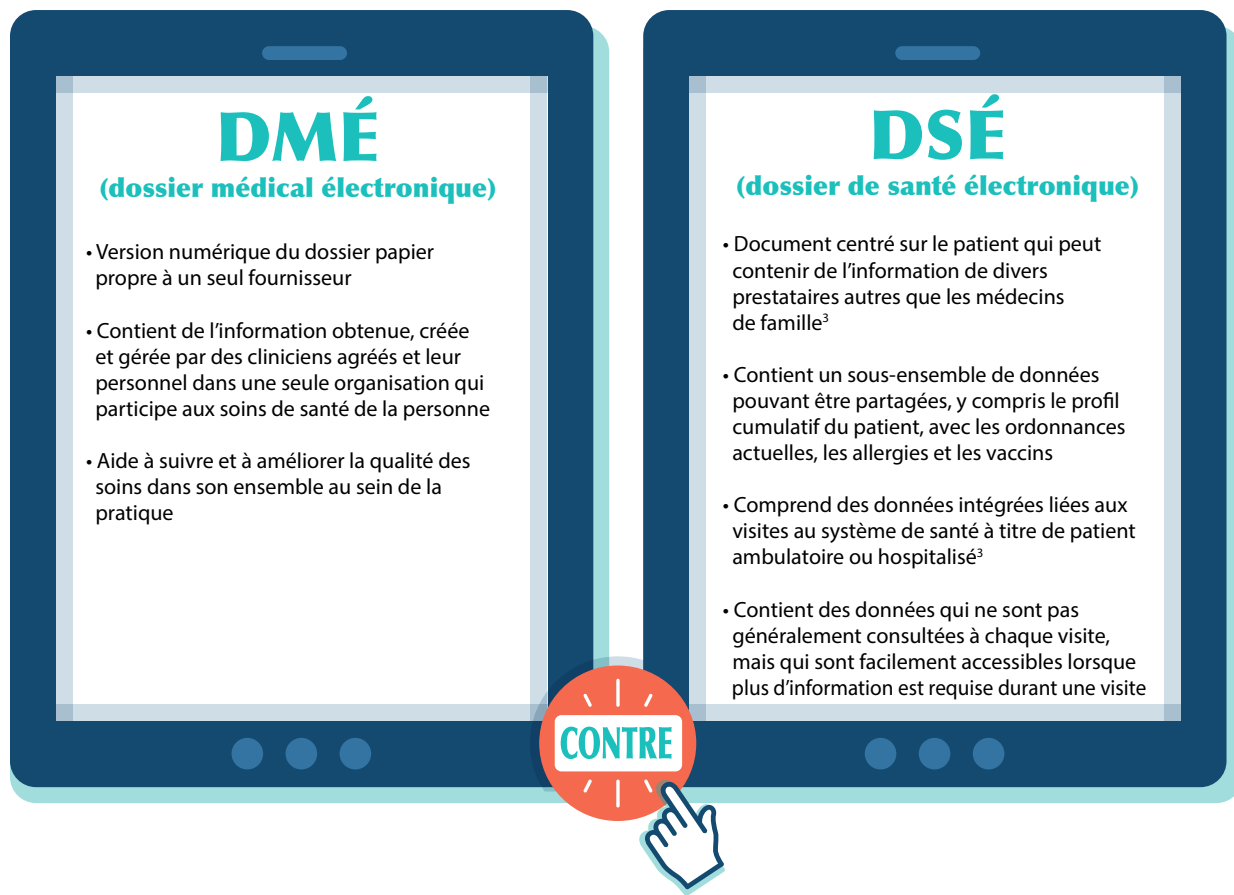 DMÉ
(dossier médical électronique)
• Version numérique du dossier papier
propre à un seul fournisseur
• Contient de l'information obtenue, créée
et gérée par des cliniciens agréés et leur
personnel dans une seule organisation qui
participe aux soins de santé de la personne
• Aide à suivre et à améliorer la qualité des
soins dans son ensemble au sein de la
pratique
CONTRE
DSÉ
(dossier de santé électronique)
• Document centré sur le patient qui peut
contenir de l'information de divers
prestataires autres que les médecins
de famille³
• Contient un sous-ensemble de données
pouvant être partagées, y compris le profil
cumulatif du patient, avec les ordonnances
actuelles, les allergies et les vaccins
• Comprend des données intégrées liées aux
visites au système de santé à titre de patient
ambulatoire ou hospitalisé³
• Contient des données qui ne sont pas
généralement consultées à chaque visite,
mais qui sont facilement accessibles lorsque
plus d'information est requise durant une visite